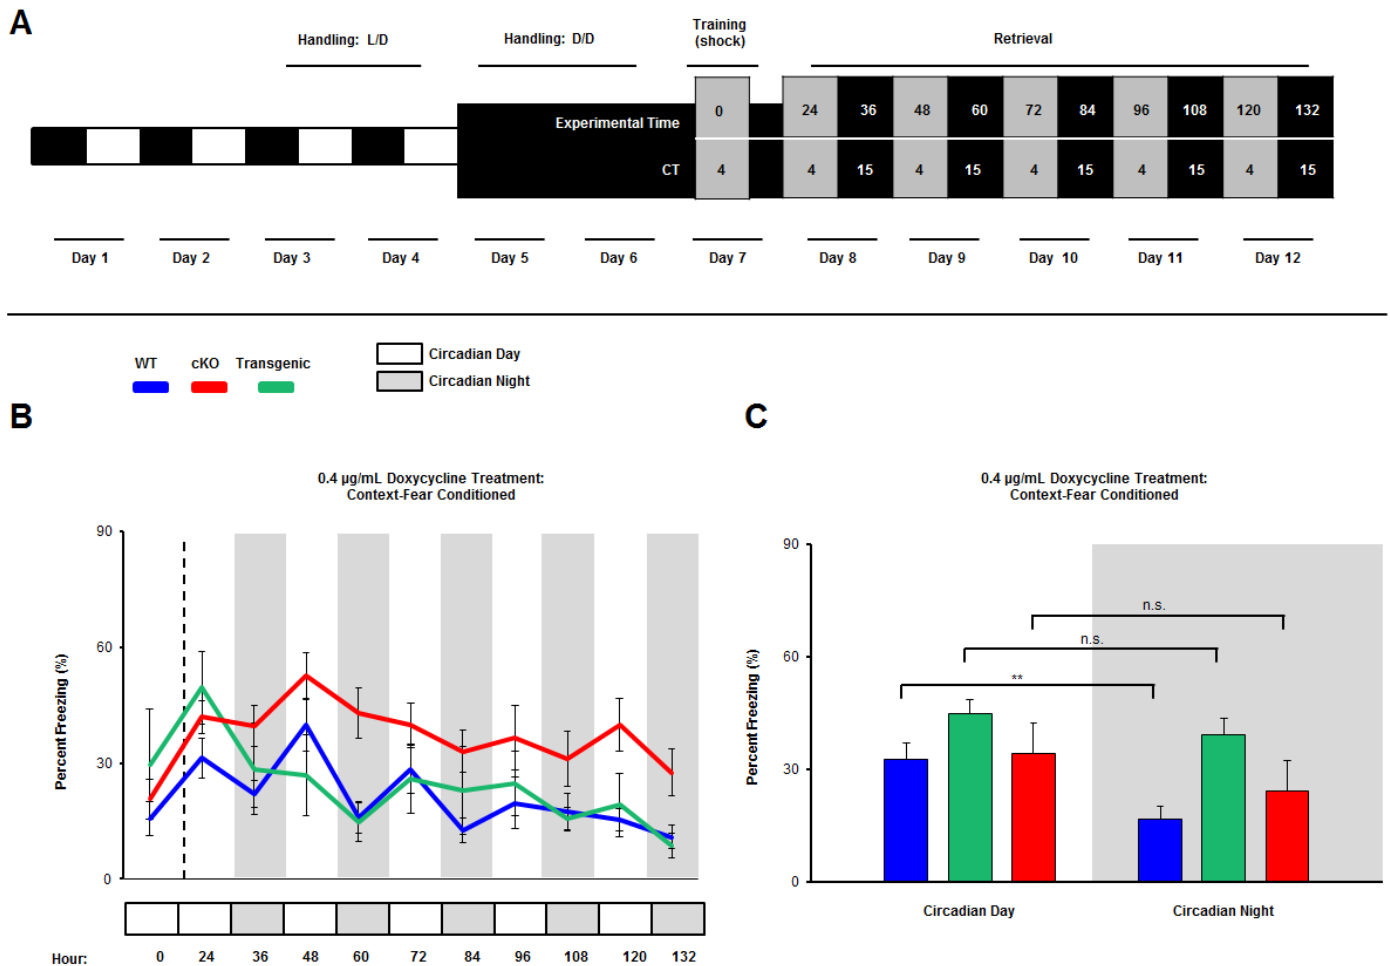 A
Handling: L/D
Handling: D/D
Training
(shock)
Retrieval
Experimental Time
0 24 36 48 60 72 84 96 108 120 132
CT
4 4 15 4 15 4 15 4 15 4 15
Day 1 Day 2 Day 3 Day 4 Day 5 Day 6 Day 7 Day 8 Day 9 Day 10 Day 11 Day 12
WT cKO Transgenic
Circadian Day
Circadian Night
B
0.4 µg/mL Doxycycline Treatment:
Context-Fear Conditioned
Percent Freezing (%)
90
60
30
0
Hour: 0 24 36 48 60 72 84 96 108 120 132
C
0.4 µg/mL Doxycycline Treatment:
Context-Fear Conditioned
Percent Freezing (%)
90
60
30
0
n.s.
n.s.
**
Circadian Day
Circadian Night